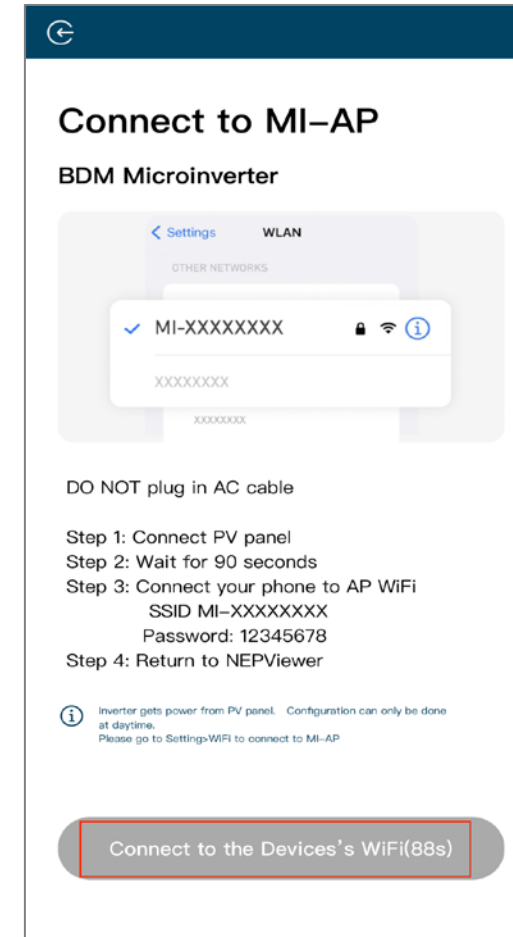 Connect to MI-AP
BDM Microinverter
Settings WLAN
OTHER NETWORKS
MI-XXXXXXXX
XXXXXXXX
XXXXXXXX
DO NOT plug in AC cable
Step 1: Connect PV panel
Step 2: Wait for 90 seconds
Step 3: Connect your phone to AP WiFi
SSID MI-XXXXXXXX
Password: 12345678
Step 4: Return to NEPViewer
Inverter gets power from PV panel. Configuration can only be done
at daytime.
Please go to Setting>WiFi to connect to MI-AP
Connect to the Devices's WiFi(88s)